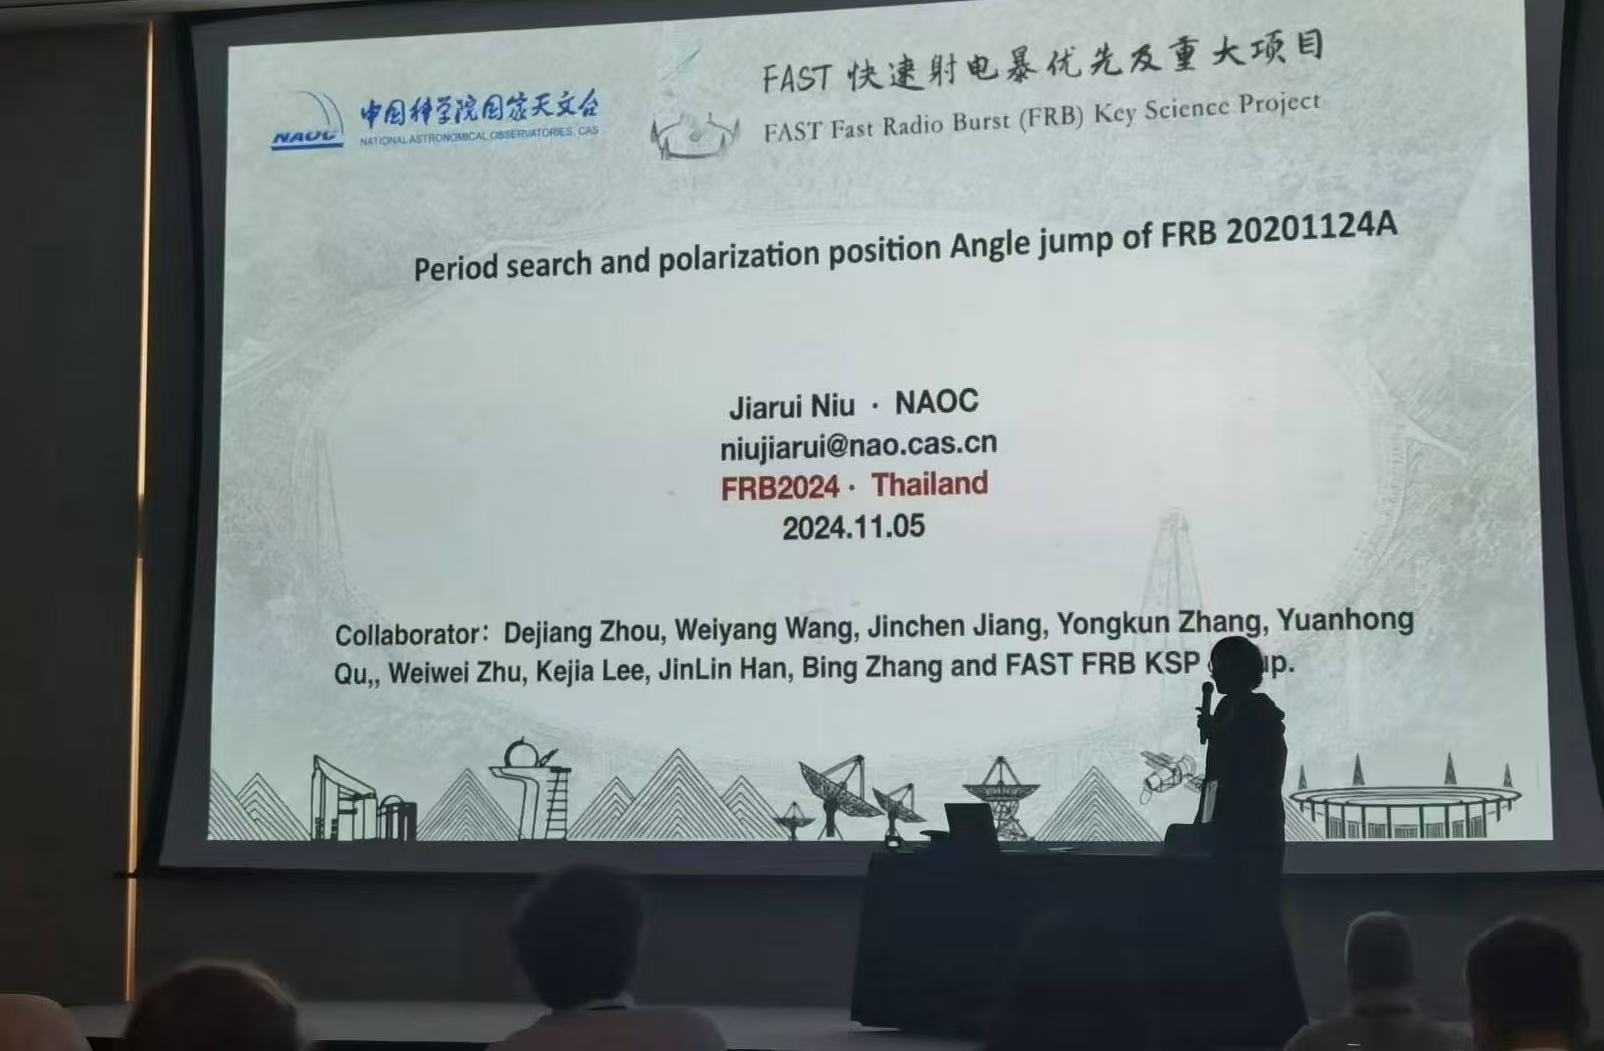 NAOC
中国科学院国家天文台
NATIONAL ASTRONOMICAL OBSERVATORIES, CAS
FAST 快速射电暴优先及重大项目
FAST Fast Radio Burst (FRB) Key Science Project
Period search and polarization position Angle jump of FRB 20201124A
Jiarui Niu · NAOC
niujiarui@nao.cas.cn
FRB2024 · Thailand
2024.11.05
Collaborator: Dejiang Zhou, Weiyang Wang, Jinchen Jiang, Yongkun Zhang, Yuanhong
Qu,, Weiwei Zhu, Kejia Lee, JinLin Han, Bing Zhang and FAST FRB KSP up.